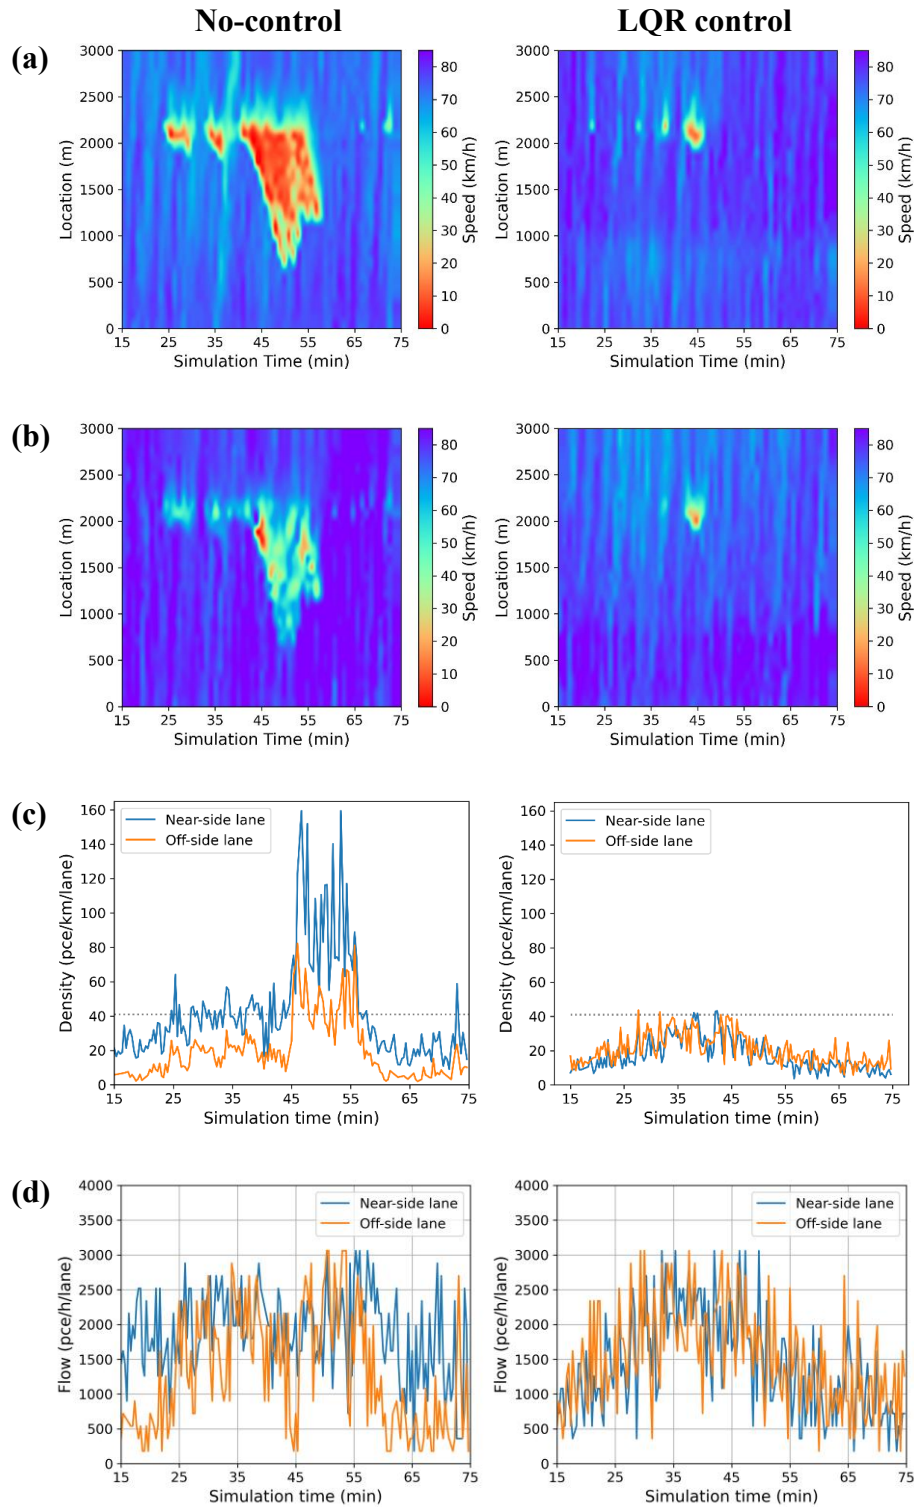 No-control LQR control
(a)
3000
2500
2000
1500
1000
500
0
Location (m)
15 25 35 45 55 65 75
Simulation Time (min)
80
70
60
50
40
30
20
10
0
Speed (km/h)
3000
2500
2000
1500
1000
500
0
Location (m)
15 25 35 45 55 65 75
Simulation Time (min)
80
70
60
50
40
30
20
10
0
Speed (km/h)
(b)
3000
2500
2000
1500
1000
500
0
Location (m)
15 25 35 45 55 65 75
Simulation Time (min)
80
70
60
50
40
30
20
10
0
Speed (km/h)
3000
2500
2000
1500
1000
500
0
Location (m)
15 25 35 45 55 65 75
Simulation Time (min)
80
70
60
50
40
30
20
10
0
Speed (km/h)
(c)
160
140
120
100
80
60
40
20
0
Density (pce/km/lane)
Near-side lane
Off-side lane
15 25 35 45 55 65 75
Simulation time (min)
160
140
120
100
80
60
40
20
0
Density (pce/km/lane)
Near-side lane
Off-side lane
15 25 35 45 55 65 75
Simulation time (min)
(d)
4000
3500
3000
2500
2000
1500
1000
500
0
Flow (pce/h/lane)
Near-side lane
Off-side lane
15 25 35 45 55 65 75
Simulation time (min)
4000
3500
3000
2500
2000
1500
1000
500
0
Flow (pce/h/lane)
Near-side lane
Off-side lane
15 25 35 45 55 65 75
Simulation time (min)